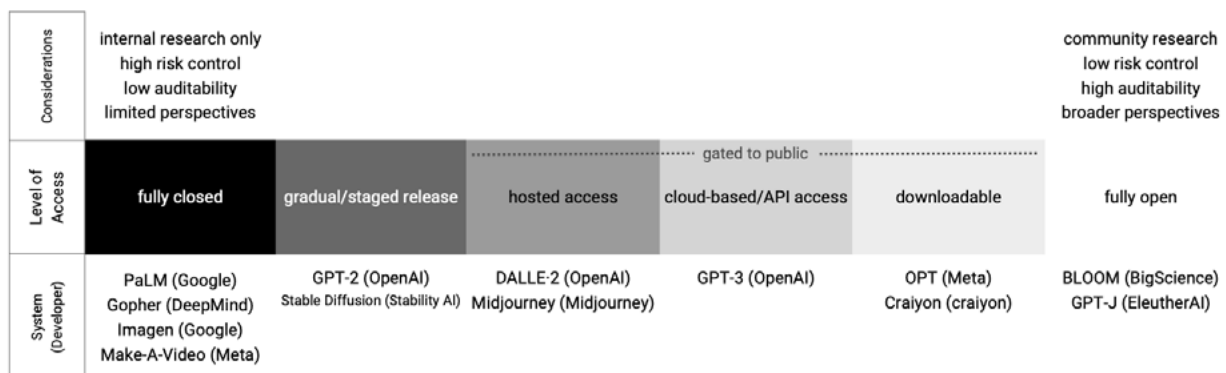 Considerations
internal research only
high risk control
low auditability
limited perspectives
community research
low risk control
high auditability
broader perspectives
Level of
Access
gated to public
fully closed
gradual/staged release
hosted access
cloud-based/API access
downloadable
fully open
System
(Developer)
PaLM (Google)
Gopher (DeepMind)
Imagen (Google)
Make-A-Video (Meta)
GPT-2 (OpenAI)
Stable Diffusion (Stability AI)
DALLE·2 (OpenAI)
Midjourney (Midjourney)
GPT-3 (OpenAI)
OPT (Meta)
Craiyon (craiyon)
BLOOM (BigScience)
GPT-J (EleutherAI)